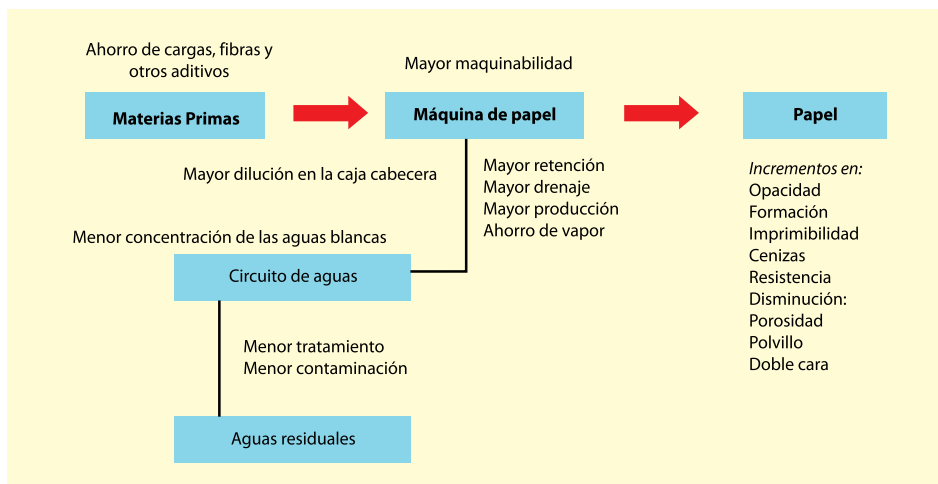 Ahorro de cargas, fibras y
otros aditivos
Materias Primas
Mayor maquinabilidad
Máquina de papel
Papel
Mayor dilución en la caja cabecera
Mayor retención
Mayor drenaje
Mayor producción
Ahorro de vapor
Incrementos en:
Opacidad
Formación
Imprimibilidad
Cenizas
Resistencia
Disminución:
Porosidad
Polvillo
Doble cara
Menor concentración de las aguas blancas
Circuito de aguas
Menor tratamiento
Menor contaminación
Aguas residuales